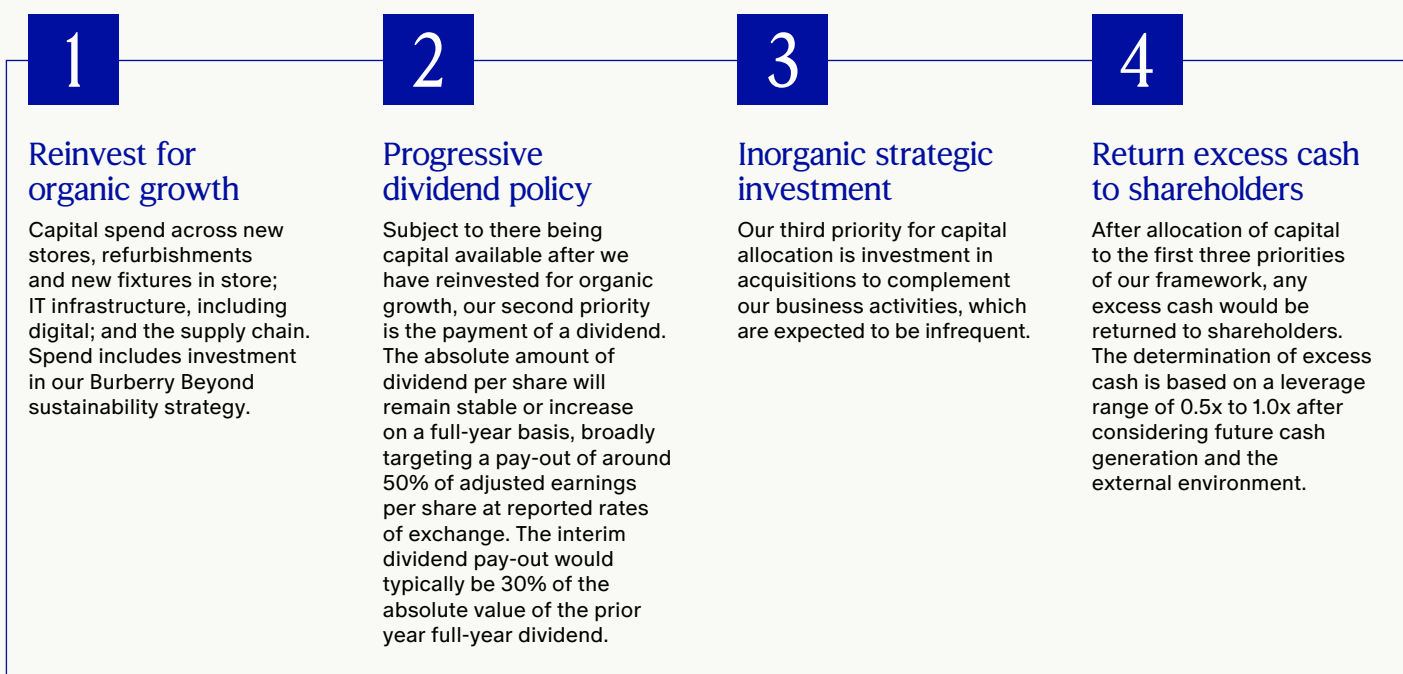 1
Reinvest for
organic growth
Capital spend across new
stores, refurbishments
and new fixtures in store;
IT infrastructure, including
digital; and the supply chain.
Spend includes investment
in our Burberry Beyond
sustainability strategy.
2
Progressive
dividend policy
Subject to there being
capital available after we
have reinvested for organic
growth, our second priority
is the payment of a dividend.
The absolute amount of
dividend per share will
remain stable or increase
on a full-year basis, broadly
targeting a pay-out of around
50% of adjusted earnings
per share at reported rates
of exchange. The interim
dividend pay-out would
typically be 30% of the
absolute value of the prior
year full-year dividend.
3
Inorganic strategic
investment
Our third priority for capital
allocation is investment in
acquisitions to complement
our business activities, which
are expected to be infrequent.
4
Return excess cash
to shareholders
After allocation of capital
to the first three priorities
of our framework, any
excess cash would be
returned to shareholders.
The determination of excess
cash is based on a leverage
range of 0.5x to 1.0x after
considering future cash
generation and the
external environment.